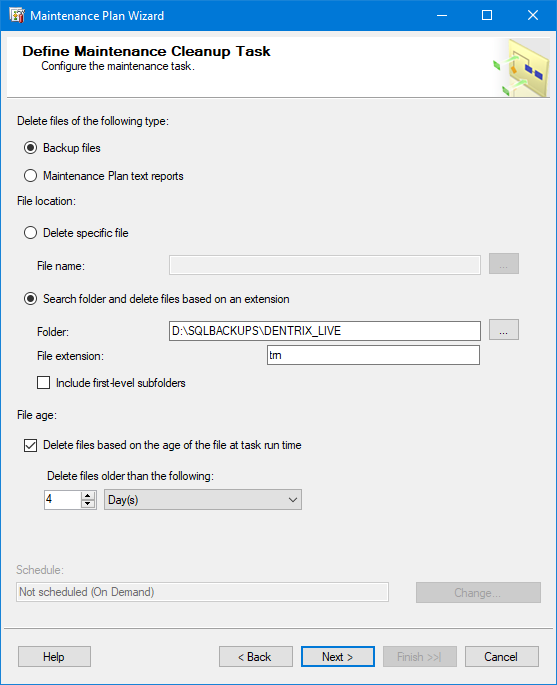 Maintenance Plan Wizard
Define Maintenance Cleanup Task
Configure the maintenance task.
Delete files of the following type:
Backup files
Maintenance Plan text reports
File location:
Delete specific file
File name:
...
Search folder and delete files based on an extension
Folder: D:\SQLBACKUPS\DENTRIX_LIVE ...
File extension: trn
Include first-level subfolders
File age:
Delete files based on the age of the file at task run time
Delete files older than the following:
4 Day(s)
Schedule:
Not scheduled (On Demand) Change...
Help < Back Next > Finish >>| Cancel